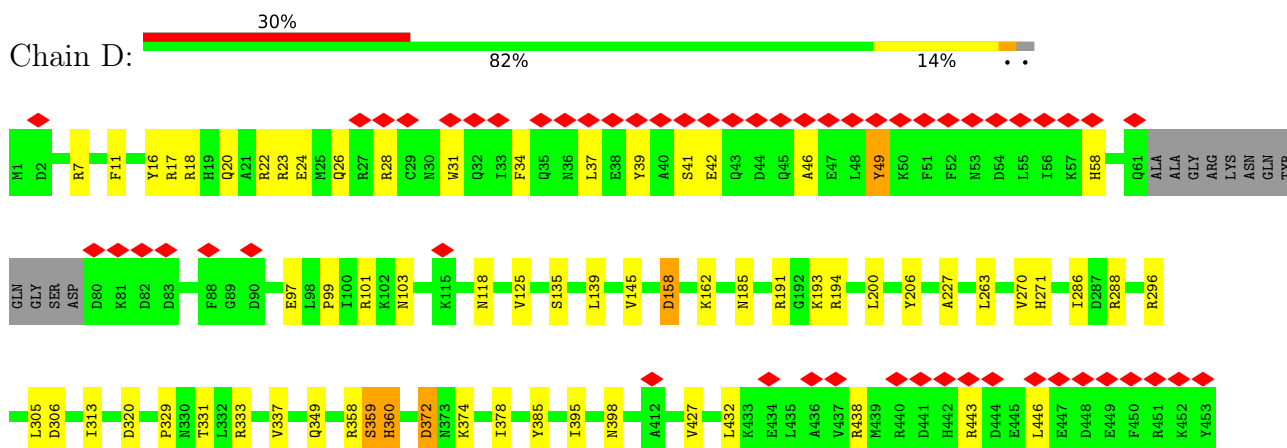 30%
Chain D:
82% 14% • •
M1 D2 R7 F11 Y16 R17 R18 H19 Q20 A21 R22 R23 E24 M25 Q26 R27 R28 C29 N30 W31 Q32 I33 F34 Q35 N36 L37 E38 Y39 A40 S41 E42 Q43 D44 Q45 A46 E47 L48 Y49 K50 F51 F52 N53 D54 L55 I56 K57 H58 Q61 ALA ALA GLY ARG LYS ASN GLN TYR
GLN GLY SER ASP D80 K81 D82 D83 F88 G89 D90 E97 L98 P99 I100 R101 K102 N103 K115 N118 V125 S135 L139 V145 D158 K162 N185 R191 G192 K193 R194 L200 Y206 A227 L263 V270 H271 I286 D287 R288 R296
L305 D306 I313 D320 P329 N330 T331 L332 R333 V337 Q349 R358 S359 H360 D372 N373 K374 I378 Y385 I395 N398 A412 V427 L432 K433 E434 L435 A436 V437 R438 M439 R440 D441 H442 R443 D444 E445 L446 E447 D448 E449 F450 R451 K452 Y453